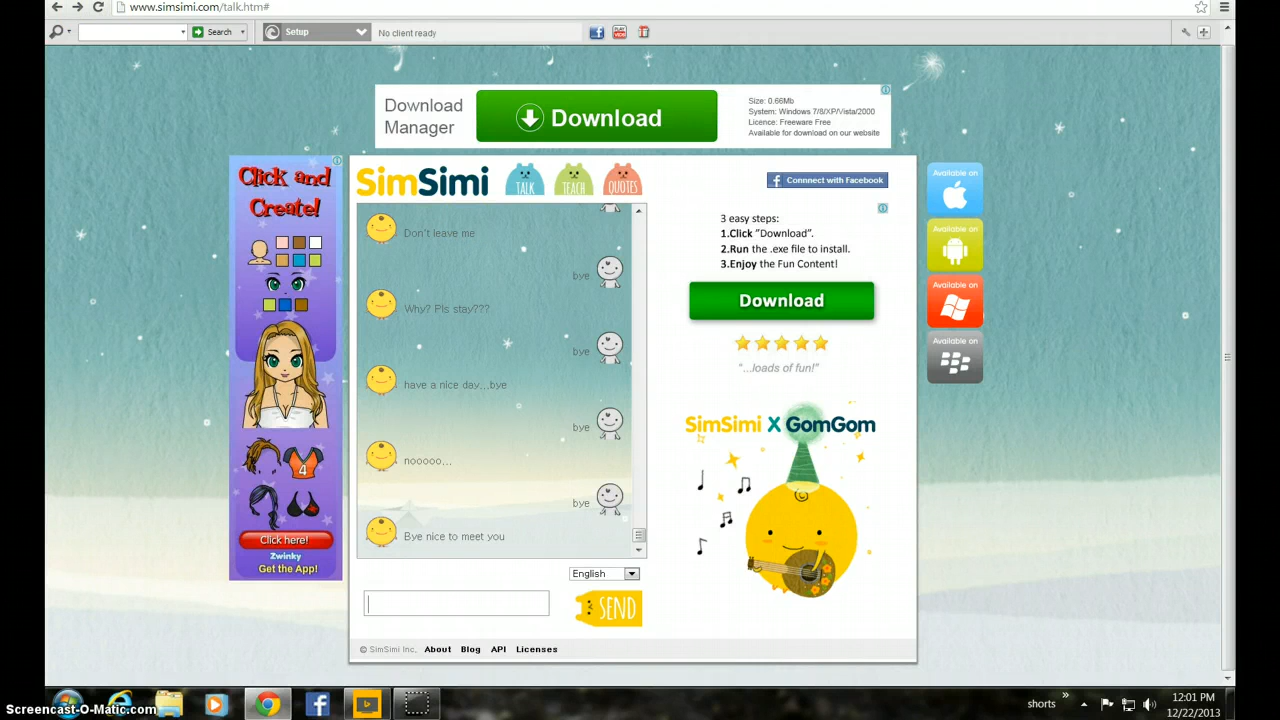 www.simsimi.com/talk.htm#
Search
Setup
No client ready
Download
Manager
Download
Size: 0.66Mb
System: Windows 7/8/XP/Vista/2000
Licence: Freeware Free
Available for download on our website
Click and
Create!
4
Click here!
Zwinky
Get the App!
SimSimi
TALK
TEACH
QUOTES
Connnect with Facebook
Don't leave me
bye
Why? Pls stay???
bye
have a nice day...bye
bye
nooooo...
bye
Bye nice to meet you
English
SEND
3 easy steps:
1.Click "Download".
2.Run the .exe file to install.
3.Enjoy the Fun Content!
Download
"...loads of fun!"
SimSimi X GomGom
Available on
Available on
Available on
Available on
© SimSimi Inc. About Blog API Licenses
shorts
12:01 PM
12/22/2013
Screencast-O-Matic.com